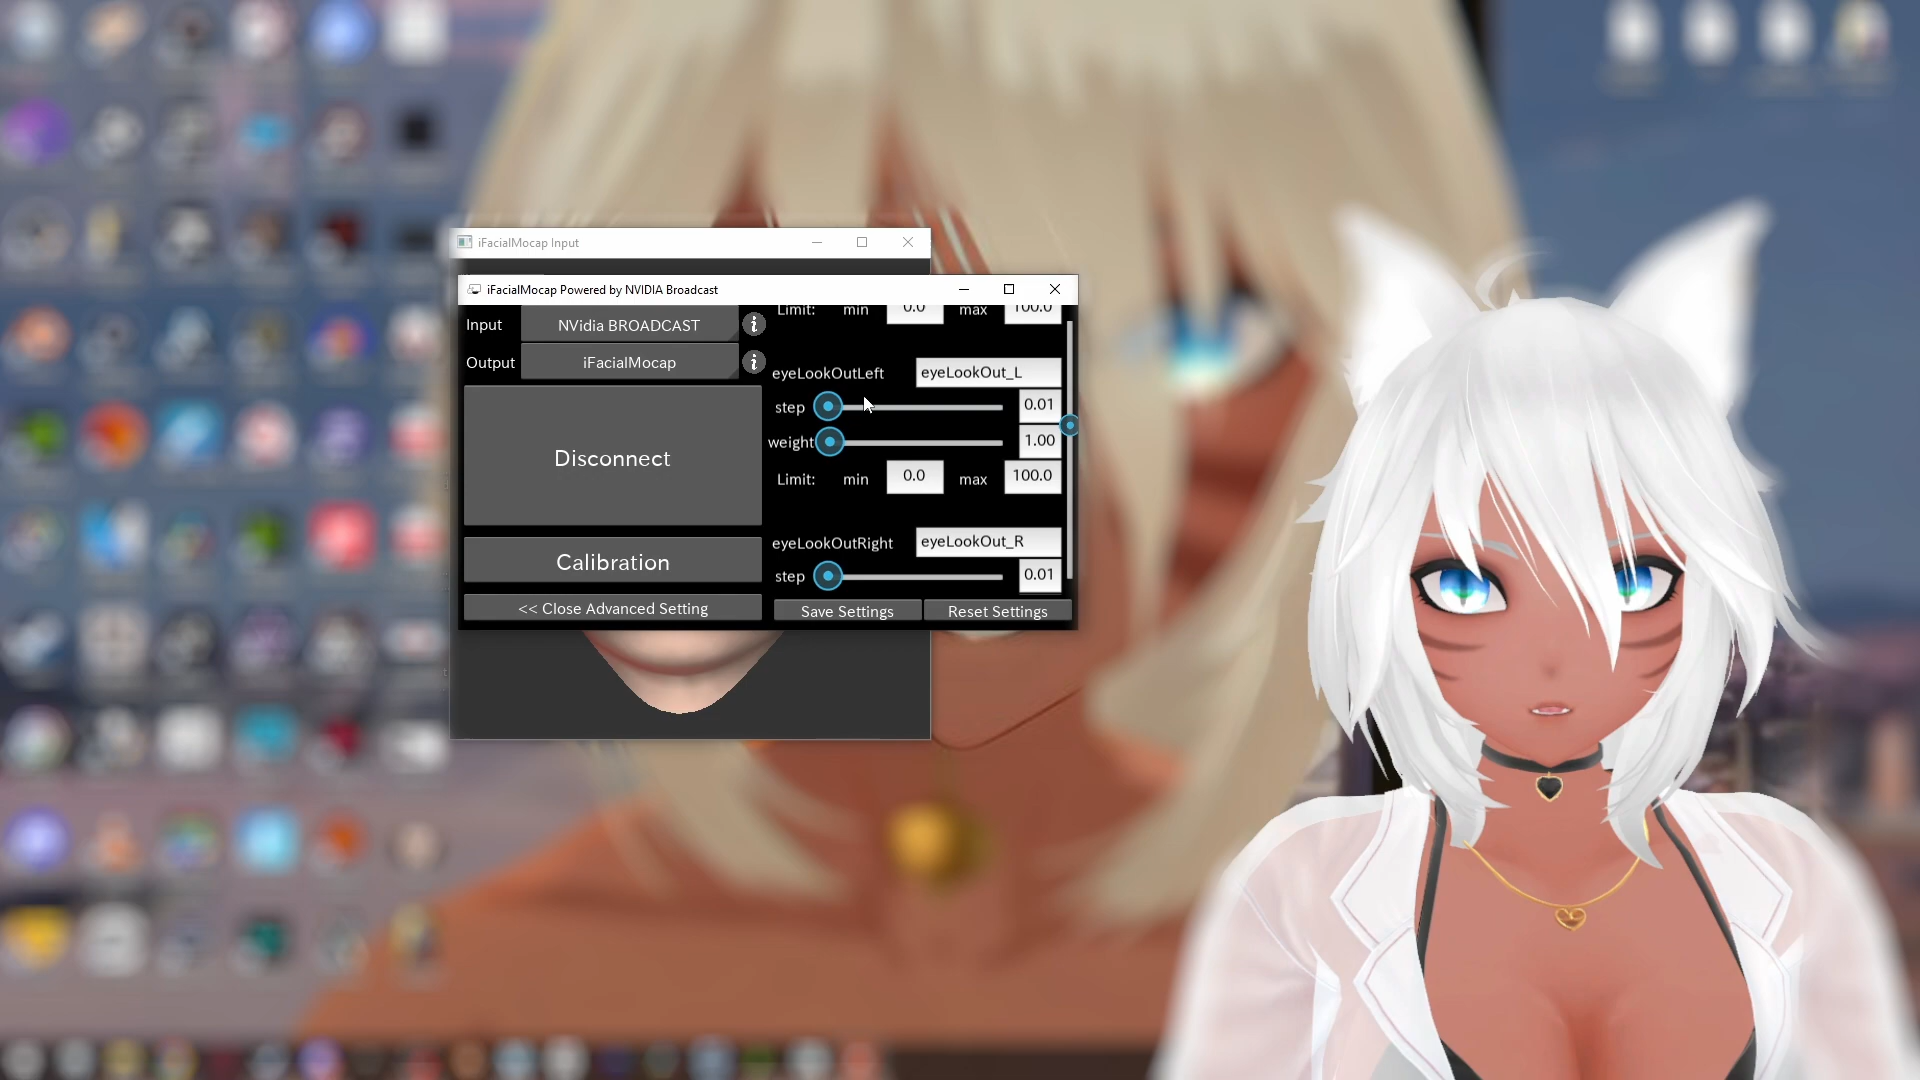 iFacialMocap Input
iFacialMocap Powered by NVIDIA Broadcast
Input NVidia BROADCAST i
Output iFacialMocap i
Disconnect
Calibration
<< Close Advanced Setting
Limit: min 0.0 max 100.0
eyeLookOutLeft eyeLookOut_L
step 0.01
weight 1.00
Limit: min 0.0 max 100.0
eyeLookOutRight eyeLookOut_R
step 0.01
Save Settings Reset Settings